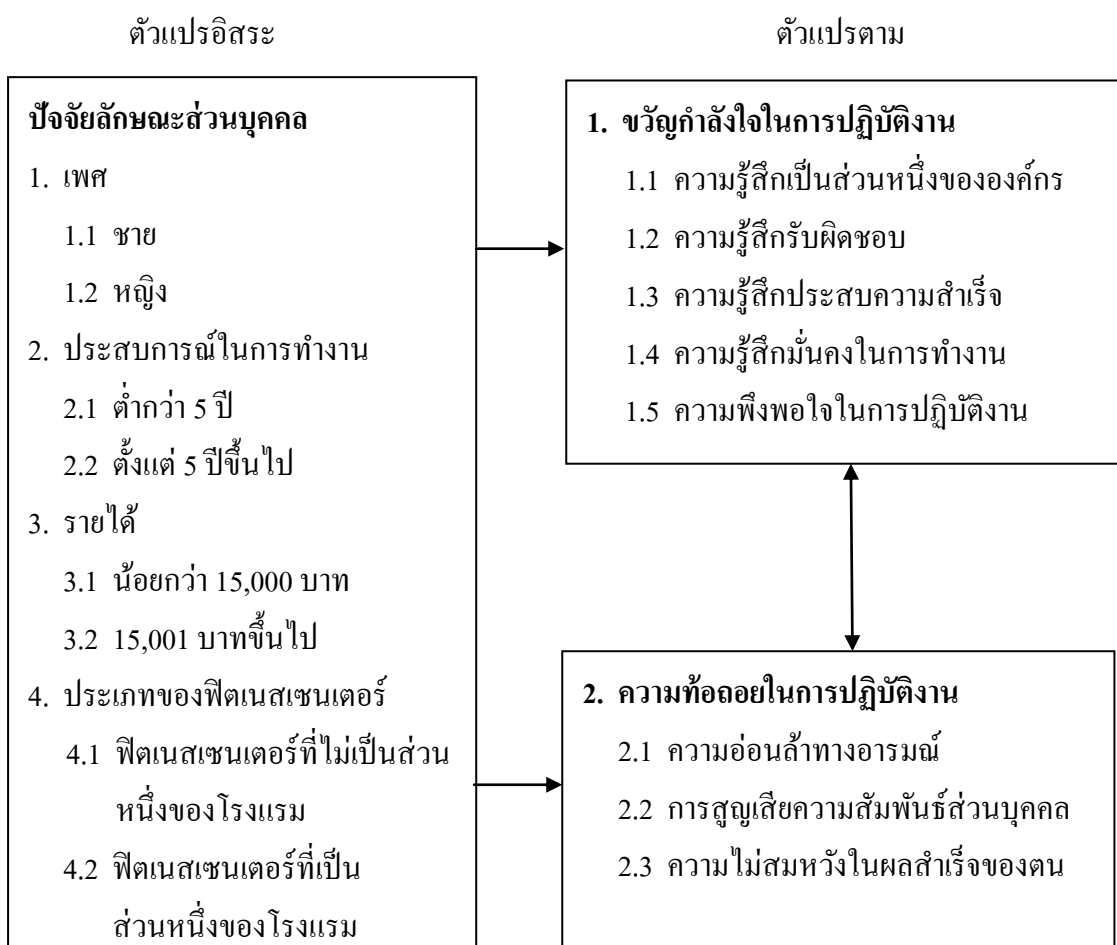 ตัวแปรอิสระ
ตัวแปรตาม
ปัจจัยลักษณะส่วนบุคคล
1. เพศ
1.1 ชาย
1.2 หญิง
2. ประสบการณ์ในการทำงาน
2.1 ต่ำกว่า 5 ปี
2.2 ตั้งแต่ 5 ปีขึ้นไป
3. รายได้
3.1 น้อยกว่า 15,000 บาท
3.2 15,001 บาทขึ้นไป
4. ประเภทของฟิตเนสเซนเตอร์
4.1 ฟิตเนสเซนเตอร์ที่ไม่เป็นส่วน
หนึ่งของโรงแรม
4.2 ฟิตเนสเซนเตอร์ที่เป็น
ส่วนหนึ่งของโรงแรม
1. ขวัญกำลังใจในการปฏิบัติงาน
1.1 ความรู้สึกเป็นส่วนหนึ่งขององค์กร
1.2 ความรู้สึกรับผิดชอบ
1.3 ความรู้สึกประสบความสำเร็จ
1.4 ความรู้สึกมั่นคงในการทำงาน
1.5 ความพึงพอใจในการปฏิบัติงาน
2. ความท้อถอยในการปฏิบัติงาน
2.1 ความอ่อนล้าทางอารมณ์
2.2 การสูญเสียความสัมพันธ์ส่วนบุคคล
2.3 ความไม่สมหวังในผลสำเร็จของตน